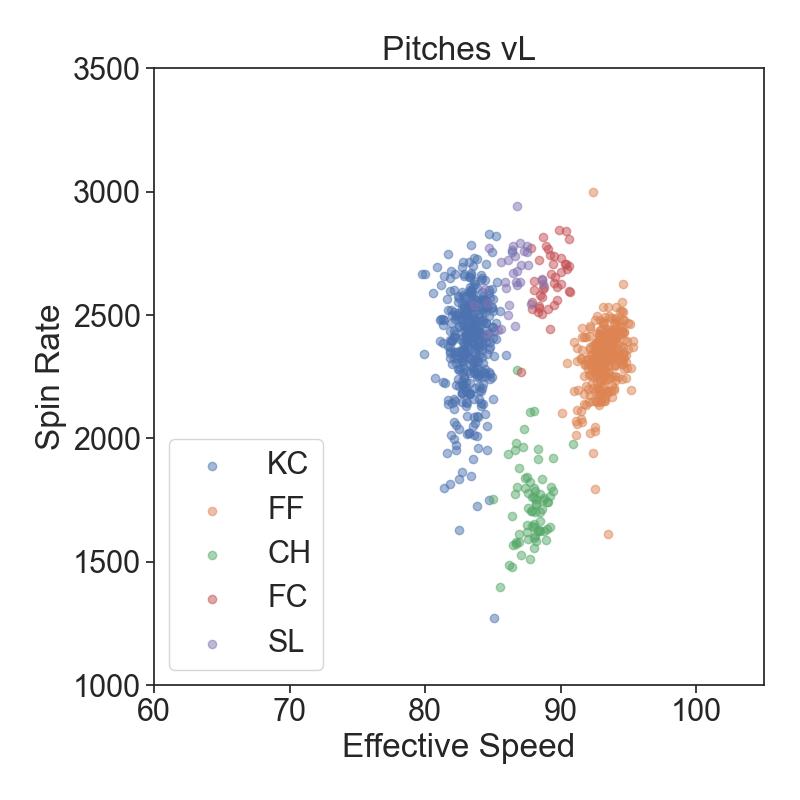 Pitches vL
3500
3000
2500
2000
1500
1000
Spin Rate
KC
FF
CH
FC
SL
60 70 80 90 100
Effective Speed